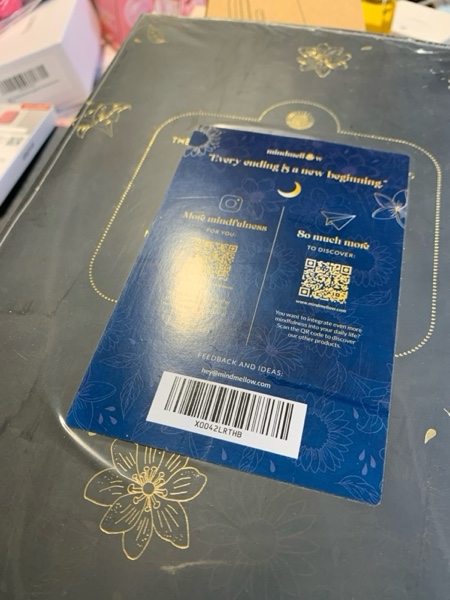 THE
mindmellow
"Every ending is a new beginning."
More mindfulness
FOR YOU:
So much more
TO DISCOVER:
www.mindmellow.com
You want to integrate even more
mindfulness into your daily life?
Scan the QR code to discover
our other products.
FEEDBACK AND IDEAS:
hey@mindmellow.com
X0042LRTHB